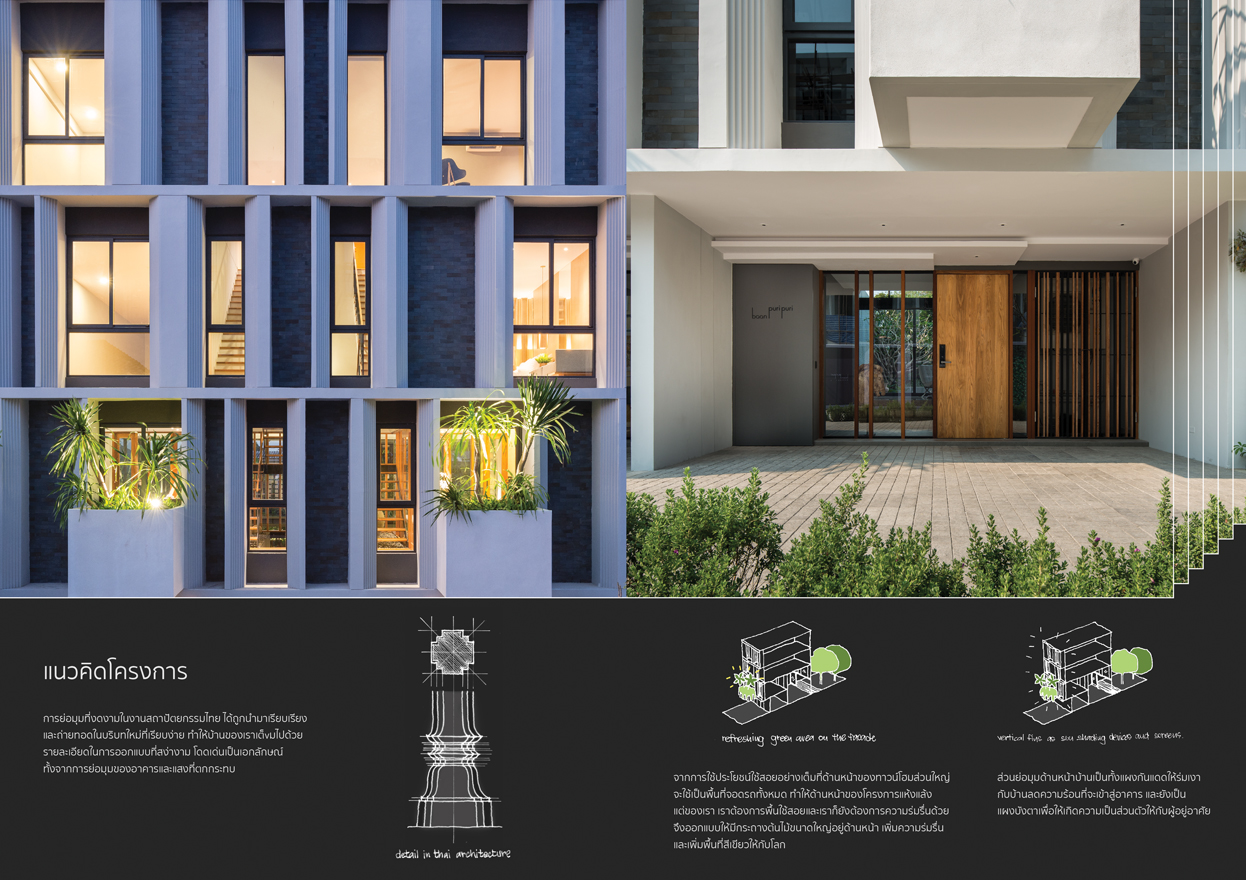 baan puripuri
แนวคิดโครงการ
การย่อมุมที่งดงามในงานสถาปัตยกรรมไทย ได้ถูกนำมาเรียบเรียง
และถ่ายทอดในบริบทใหม่ที่เรียบง่าย ทำให้บ้านของเราเต็มไปด้วย
รายละเอียดในการออกแบบที่สง่างาม โดดเด่นเป็นเอกลักษณ์
ทั้งจากการย่อมุมของอาคารและแสงที่ตกกระทบ
detail in thai architecture
refreshing green area on the facade
จากการใช้ประโยชน์ใช้สอยอย่างเต็มที่ด้านหน้าของทาวน์โฮมส่วนใหญ่
จะใช้เป็นพื้นที่จอดรถทั้งหมด ทำให้ด้านหน้าของโครงการแห้งแล้ง
แต่ของเรา เราต้องการพื้นใช้สอยและเราก็ยังต้องการความร่มรื่นด้วย
จึงออกแบบให้มีกระถางต้นไม้ขนาดใหญ่อยู่ด้านหน้า เพิ่มความร่มรื่น
และเพิ่มพื้นที่สีเขียวให้กับโลก
vertical fins as sun shading devices and screens.
ส่วนย่อมุมด้านหน้าบ้านเป็นทั้งแผงกันแดดให้ร่มเงา
กับบ้านลดความร้อนที่จะเข้าสู่อาคาร และยังเป็น
แผงบังตาเพื่อให้เกิดความเป็นส่วนตัวให้กับผู้อยู่อาศัย